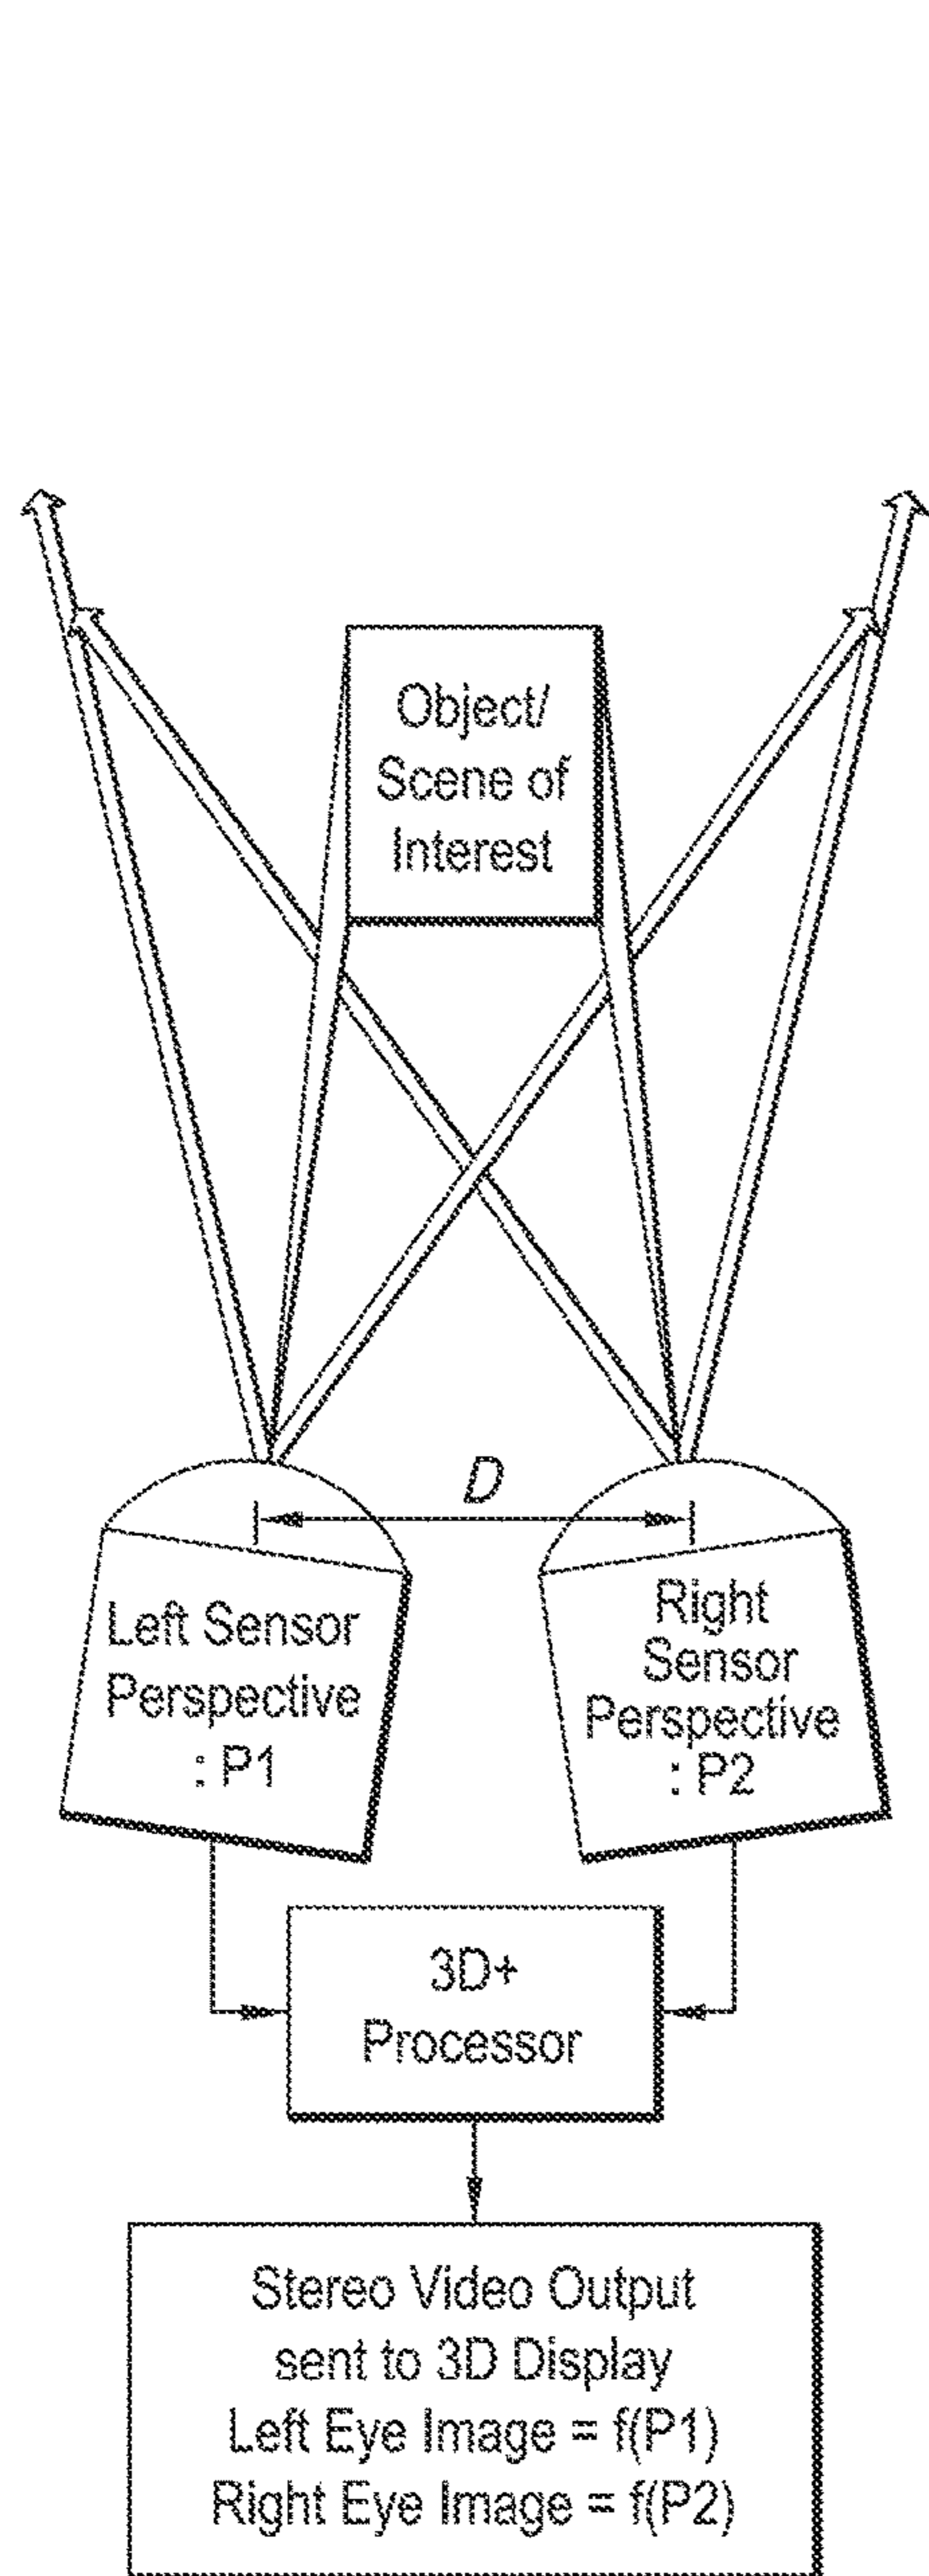 Object/
Scene of
Interest
D
Left Sensor
Perspective
: P1
Right
Sensor
Perspective
: P2
3D+
Processor
Stereo Video Output
sent to 3D Display
Left Eye Image = f(P1)
Right Eye Image = f(P2)